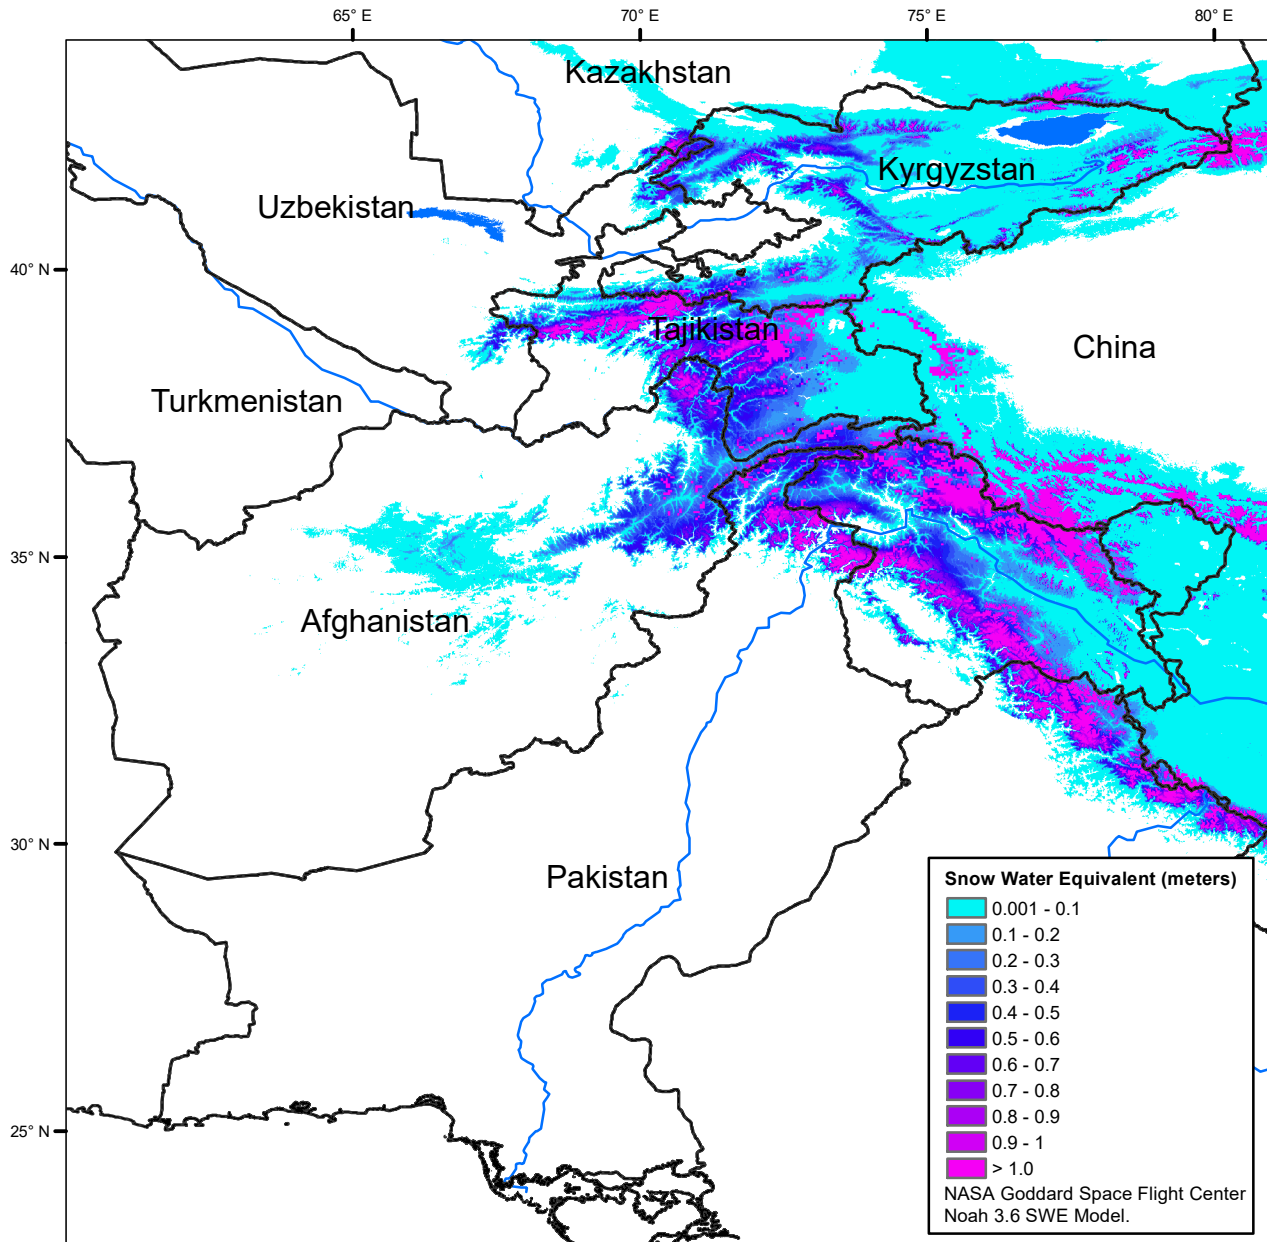 65° E
70° E
75° E
80° E
Kazakhstan
Kyrgyzstan
Uzbekistan
40° N
Tajikistan
China
Turkmenistan
35° N
Afghanistan
30° N
Pakistan
25° N
Snow Water Equivalent (meters)
0.001 - 0.1
0.1 - 0.2
0.2 - 0.3
0.3 - 0.4
0.4 - 0.5
0.5 - 0.6
0.6 - 0.7
0.7 - 0.8
0.8 - 0.9
0.9 - 1
> 1.0
NASA Goddard Space Flight Center
Noah 3.6 SWE Model.